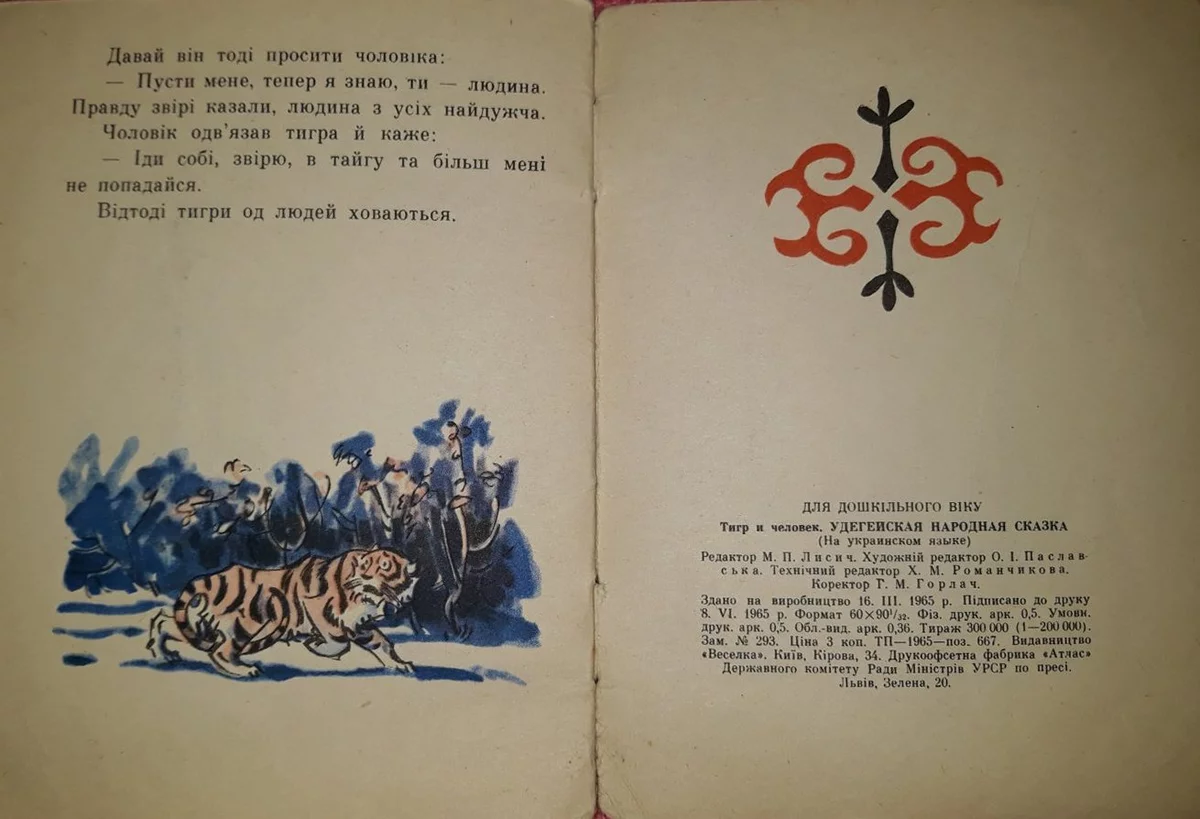 Давай він тоді просити чоловіка:
— Пусти мене, тепер я знаю, ти — людина.
Правду звірі казали, людина з усіх найдужча.
Чоловік одв'язав тигра й каже:
— Іди собі, звірю, в тайгу та більш мені
не попадайся.
Відтоді тигри од людей ховаються.
ДЛЯ ДОШКІЛЬНОГО ВІКУ
Тигр и человек. УДЕГЕЙСКАЯ НАРОДНАЯ СКАЗКА
(На украинском языке)
Редактор М. П. Лисич. Художній редактор О. І. Паслав-
ська. Технічний редактор Х. М. Романчикова.
Коректор Г. М. Горлач.
Здано на виробництво 16. III. 1965 р. Підписано до друку
8. VI. 1965 р. Формат 60×90¹/₃₂. Фіз. друк. арк. 0,5. Умовн.
друк. арк. 0,5. Обл.-вид. арк. 0,36. Тираж 300 000 (1—200 000).
Зам. № 293. Ціна 3 коп. ТП—1965—поз. 667. Видавництво
«Веселка». Київ, Кірова, 34. Друкоофсетна фабрика «Атлас»
Державного комітету Ради Міністрів УРСР по пресі.
Львів, Зелена, 20.